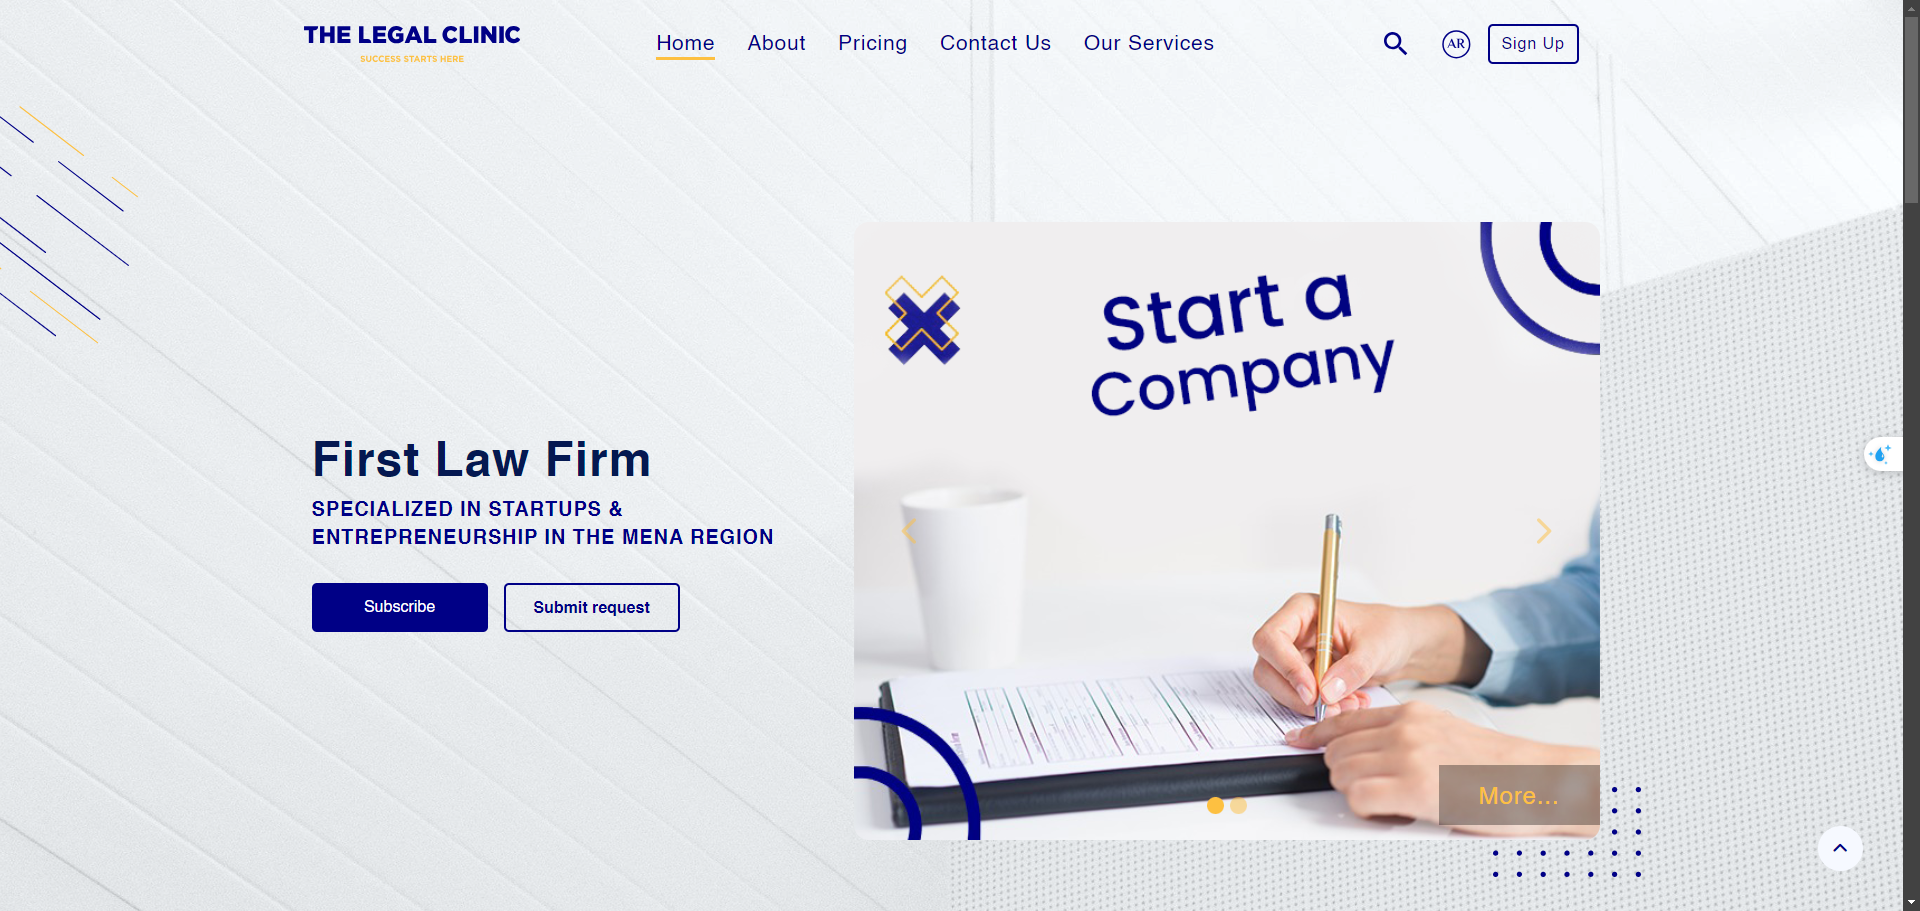 THE LEGAL CLINIC
SUCCESS STARTS HERE
Home
About
Pricing
Contact Us
Our Services
AR
Sign Up
First Law Firm
SPECIALIZED IN STARTUPS &
ENTREPRENEURSHIP IN THE MENA REGION
Subscribe
Submit request
Start a
Company
More...